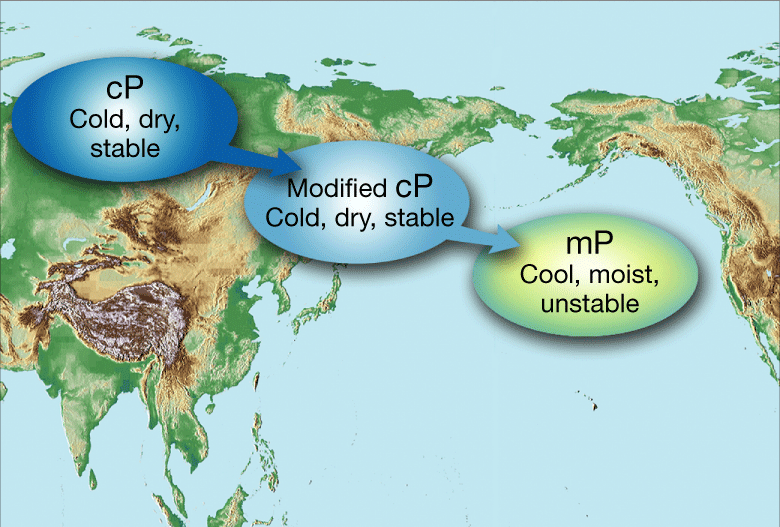 cP
Cold, dry,
stable
Modified cP
Cold, dry, stable
mP
Cool, moist,
unstable